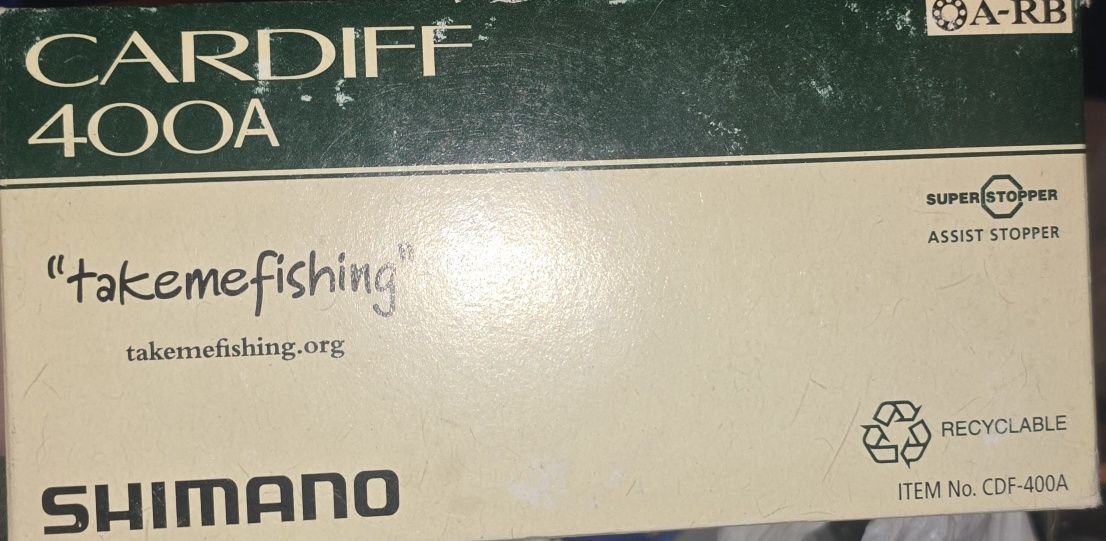 CARDIFF
400A
A-RB
SUPER STOPPER
ASSIST STOPPER
"takemefishing"
takemefishing.org
RECYCLABLE
SHIMANO
ITEM No. CDF-400A